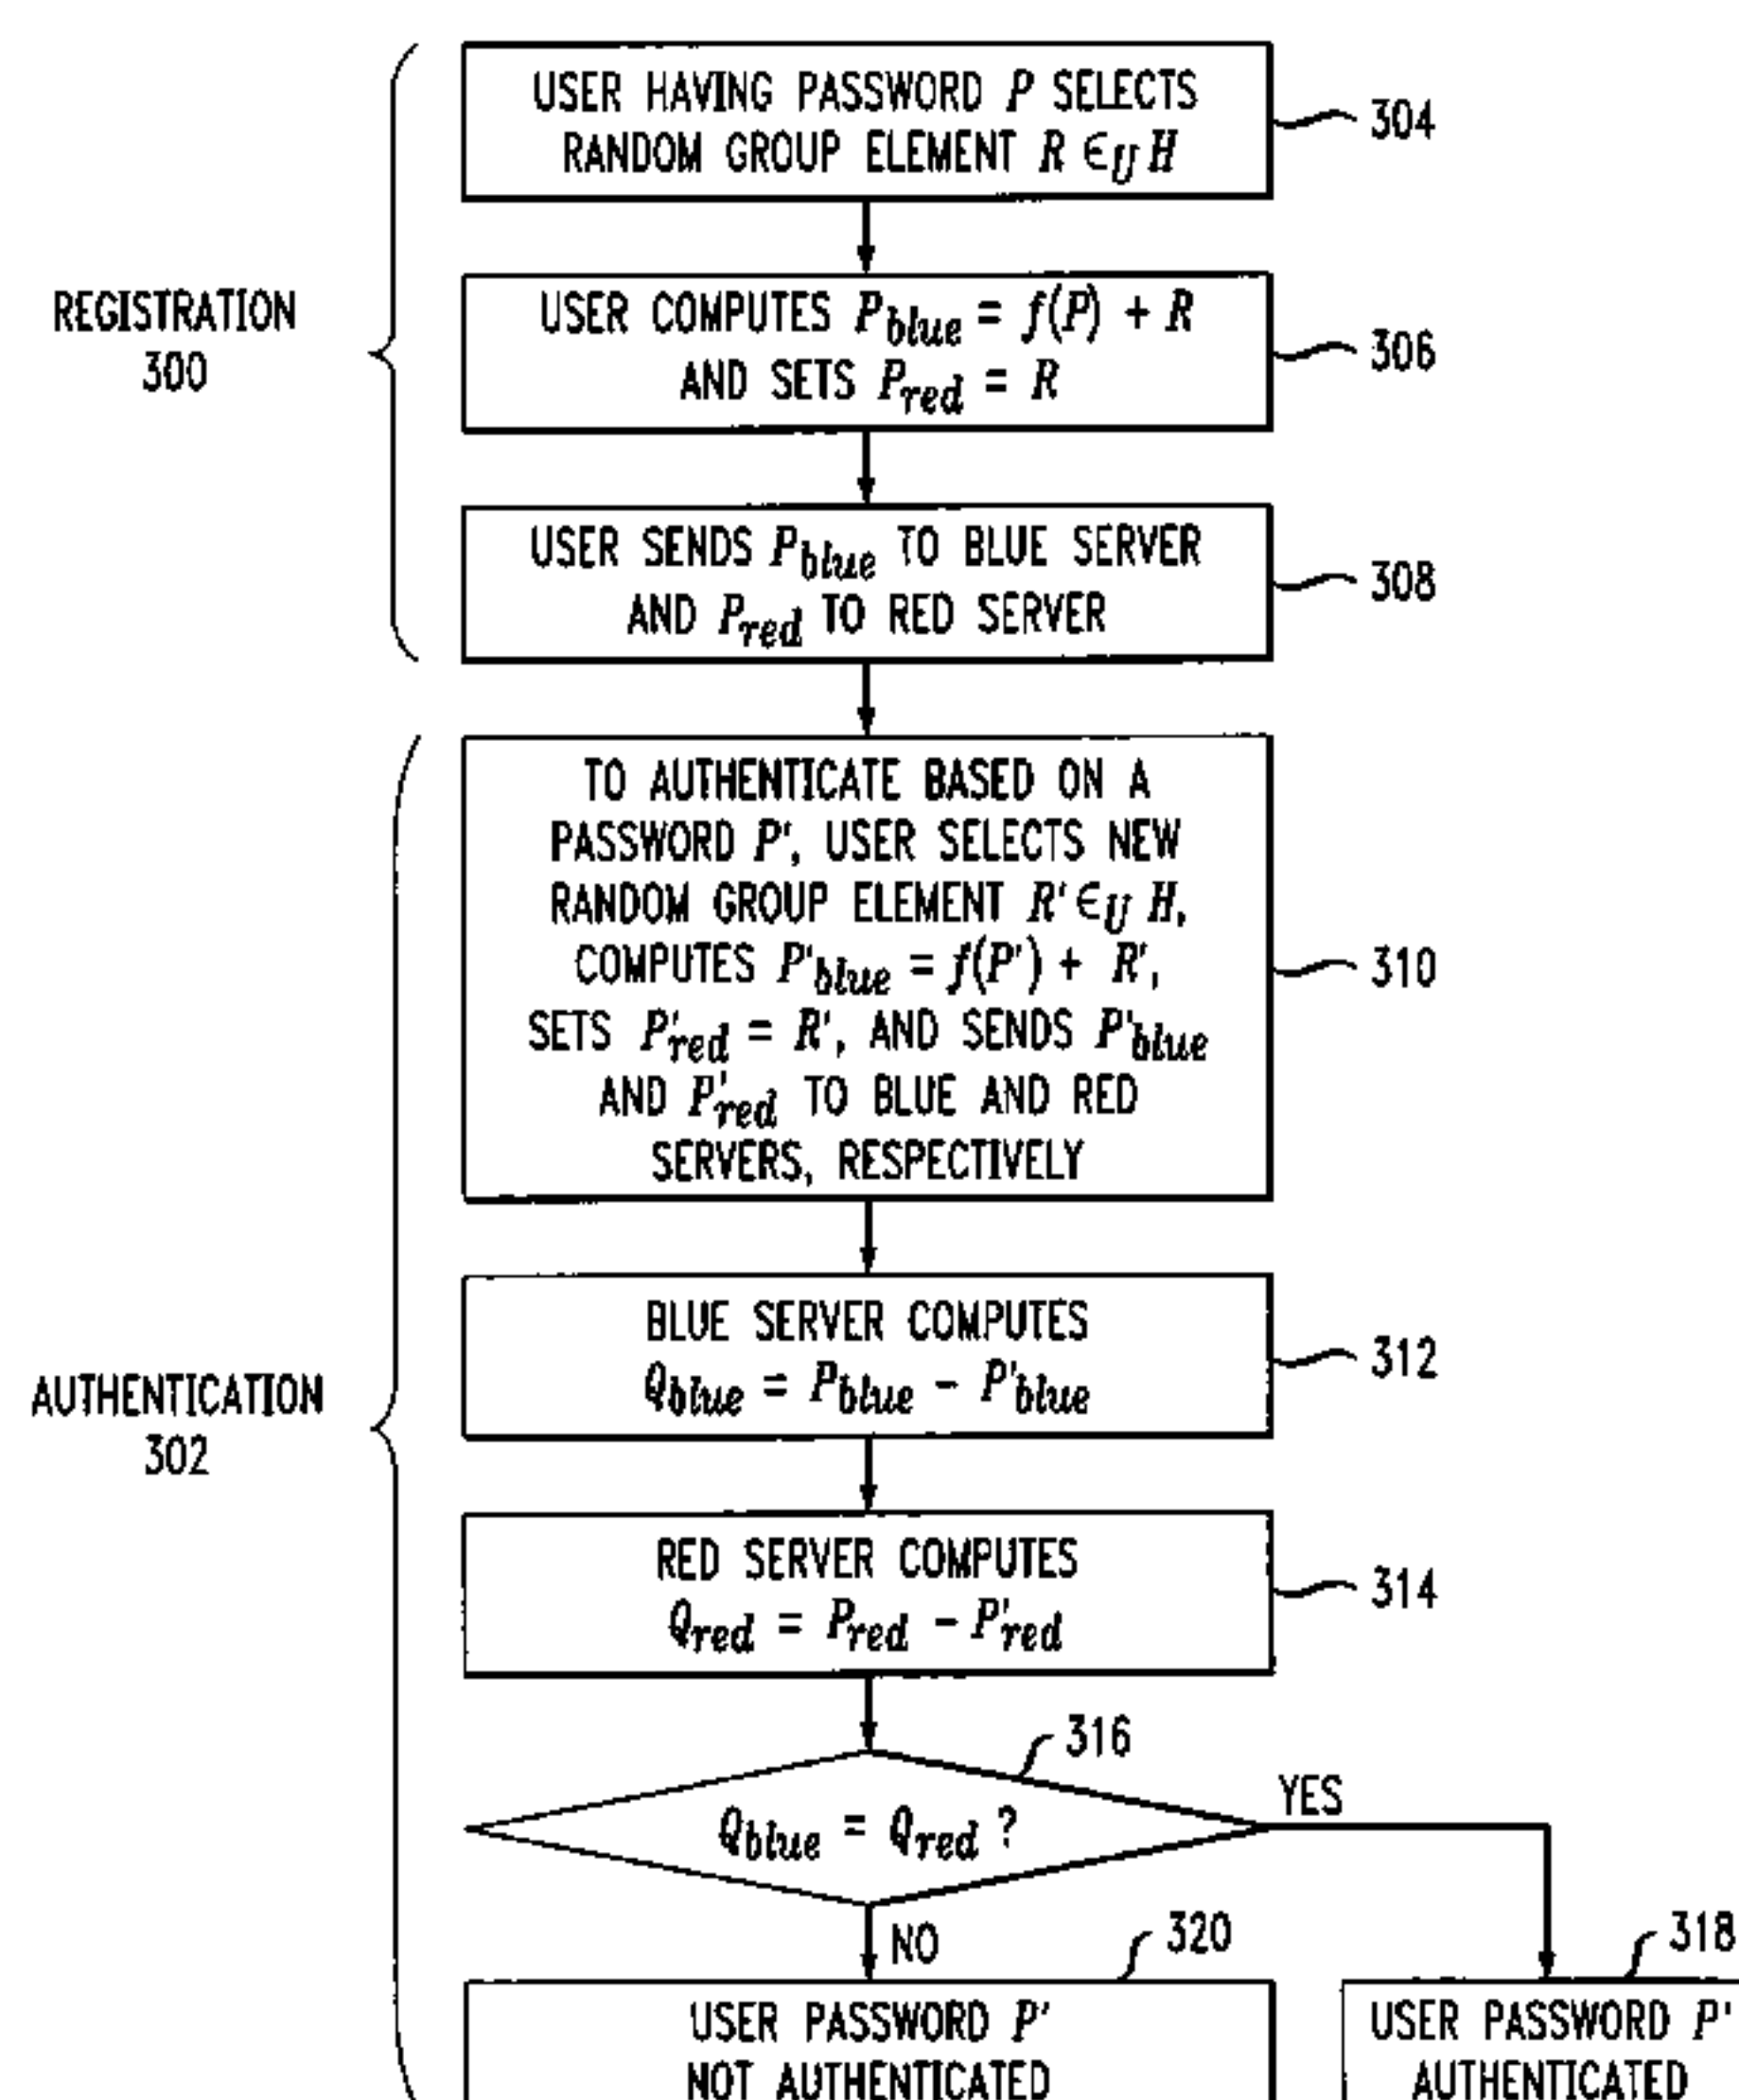 USER HAVING PASSWORD P SELECTS
RANDOM GROUP ELEMENT R ∈U H
304
REGISTRATION
300
USER COMPUTES Pblue = f(P) + R
AND SETS Pred = R
306
USER SENDS Pblue TO BLUE SERVER
AND Pred TO RED SERVER
308
TO AUTHENTICATE BASED ON A
PASSWORD P', USER SELECTS NEW
RANDOM GROUP ELEMENT R' ∈U H,
COMPUTES P'blue = f(P') + R',
SETS P'red = R', AND SENDS P'blue
AND P'red TO BLUE AND RED
SERVERS, RESPECTIVELY
310
AUTHENTICATION
302
BLUE SERVER COMPUTES
Qblue = Pblue - P'blue
312
RED SERVER COMPUTES
Qred = Pred - P'red
314
316
Qblue = Qred ?
YES
NO
320
USER PASSWORD P'
NOT AUTHENTICATED
318
USER PASSWORD P'
AUTHENTICATED